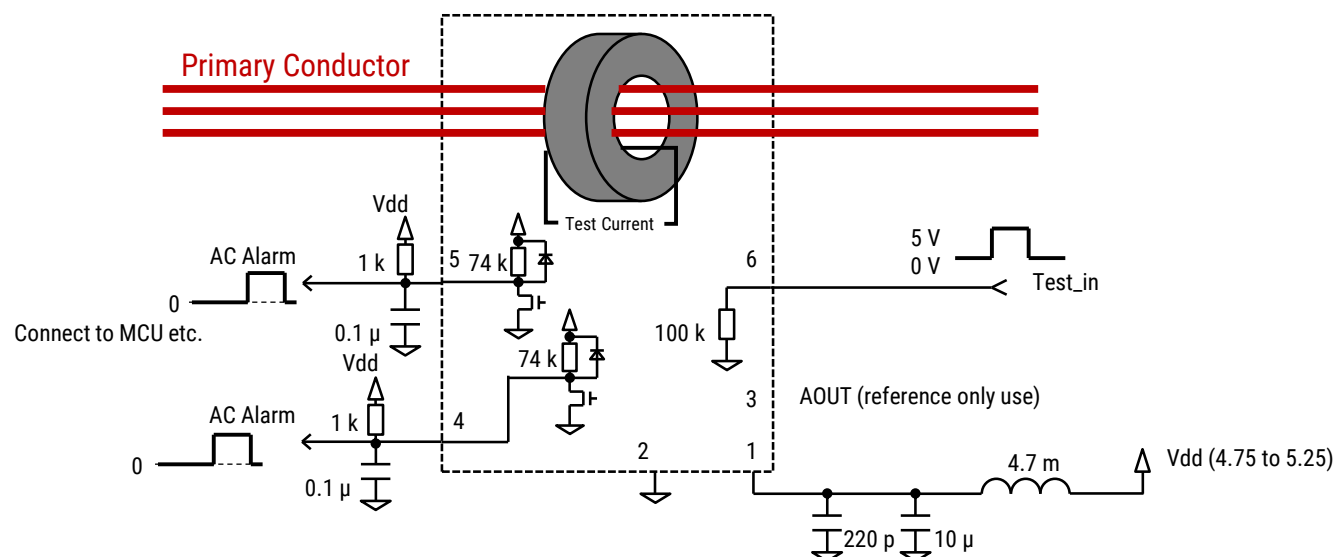 Primary Conductor
Test Current
Vdd
AC Alarm
1 k
5
74 k
6
5 V
0 V
Test_in
0
Connect to MCU etc.
0.1 µ
100 k
Vdd
74 k
AC Alarm
1 k
4
3
AOUT (reference only use)
0
0.1 µ
2
1
4.7 m
Vdd (4.75 to 5.25)
220 p
10 µ